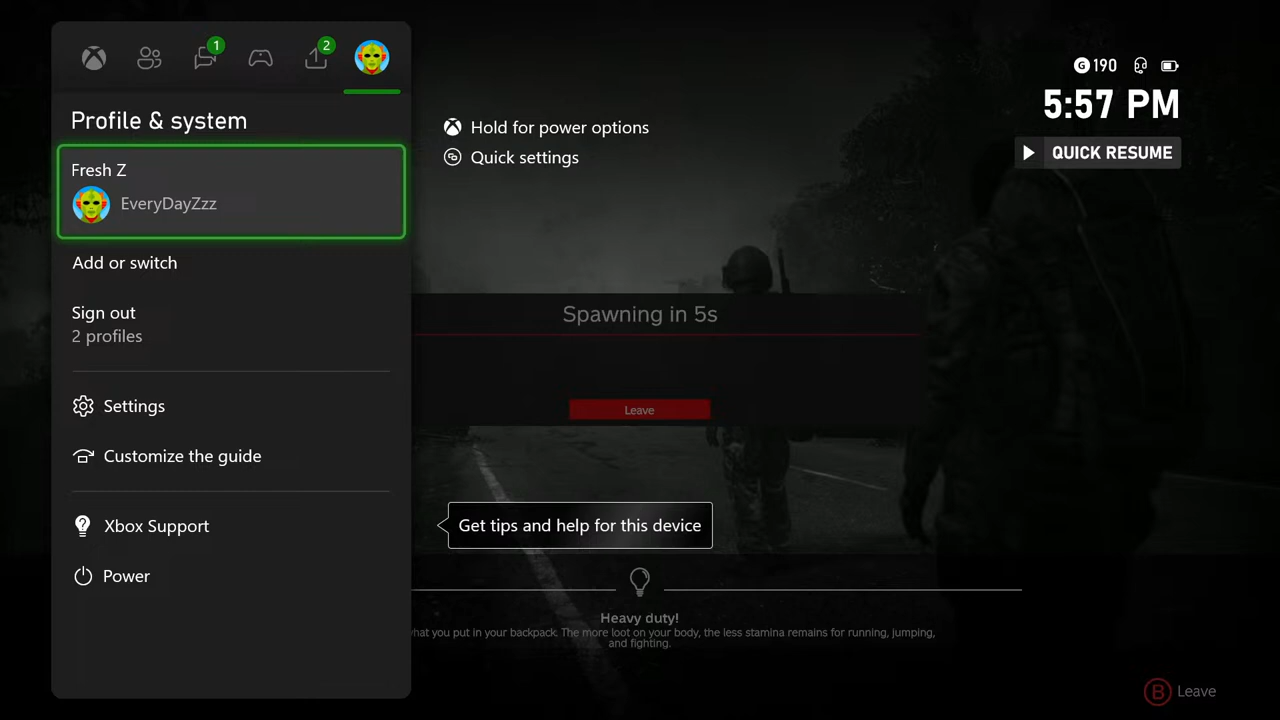 1
2
Profile & system
Fresh Z
EveryDayZzz
Add or switch
Sign out
2 profiles
Settings
Customize the guide
Xbox Support
Power
Hold for power options
Quick settings
G 190
5:57 PM
QUICK RESUME
Spawning in 5s
Leave
Get tips and help for this device
Heavy duty!
what you put in your backpack. The more loot on your body, the less stamina remains for running, jumping,
and fighting.
B Leave